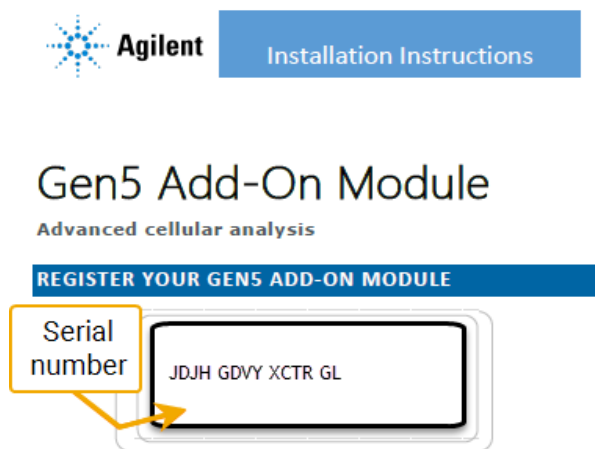 Agilent
Installation Instructions
Gen5 Add-On Module
Advanced cellular analysis
REGISTER YOUR GEN5 ADD-ON MODULE
Serial
number
JDJH GDVY XCTR GL